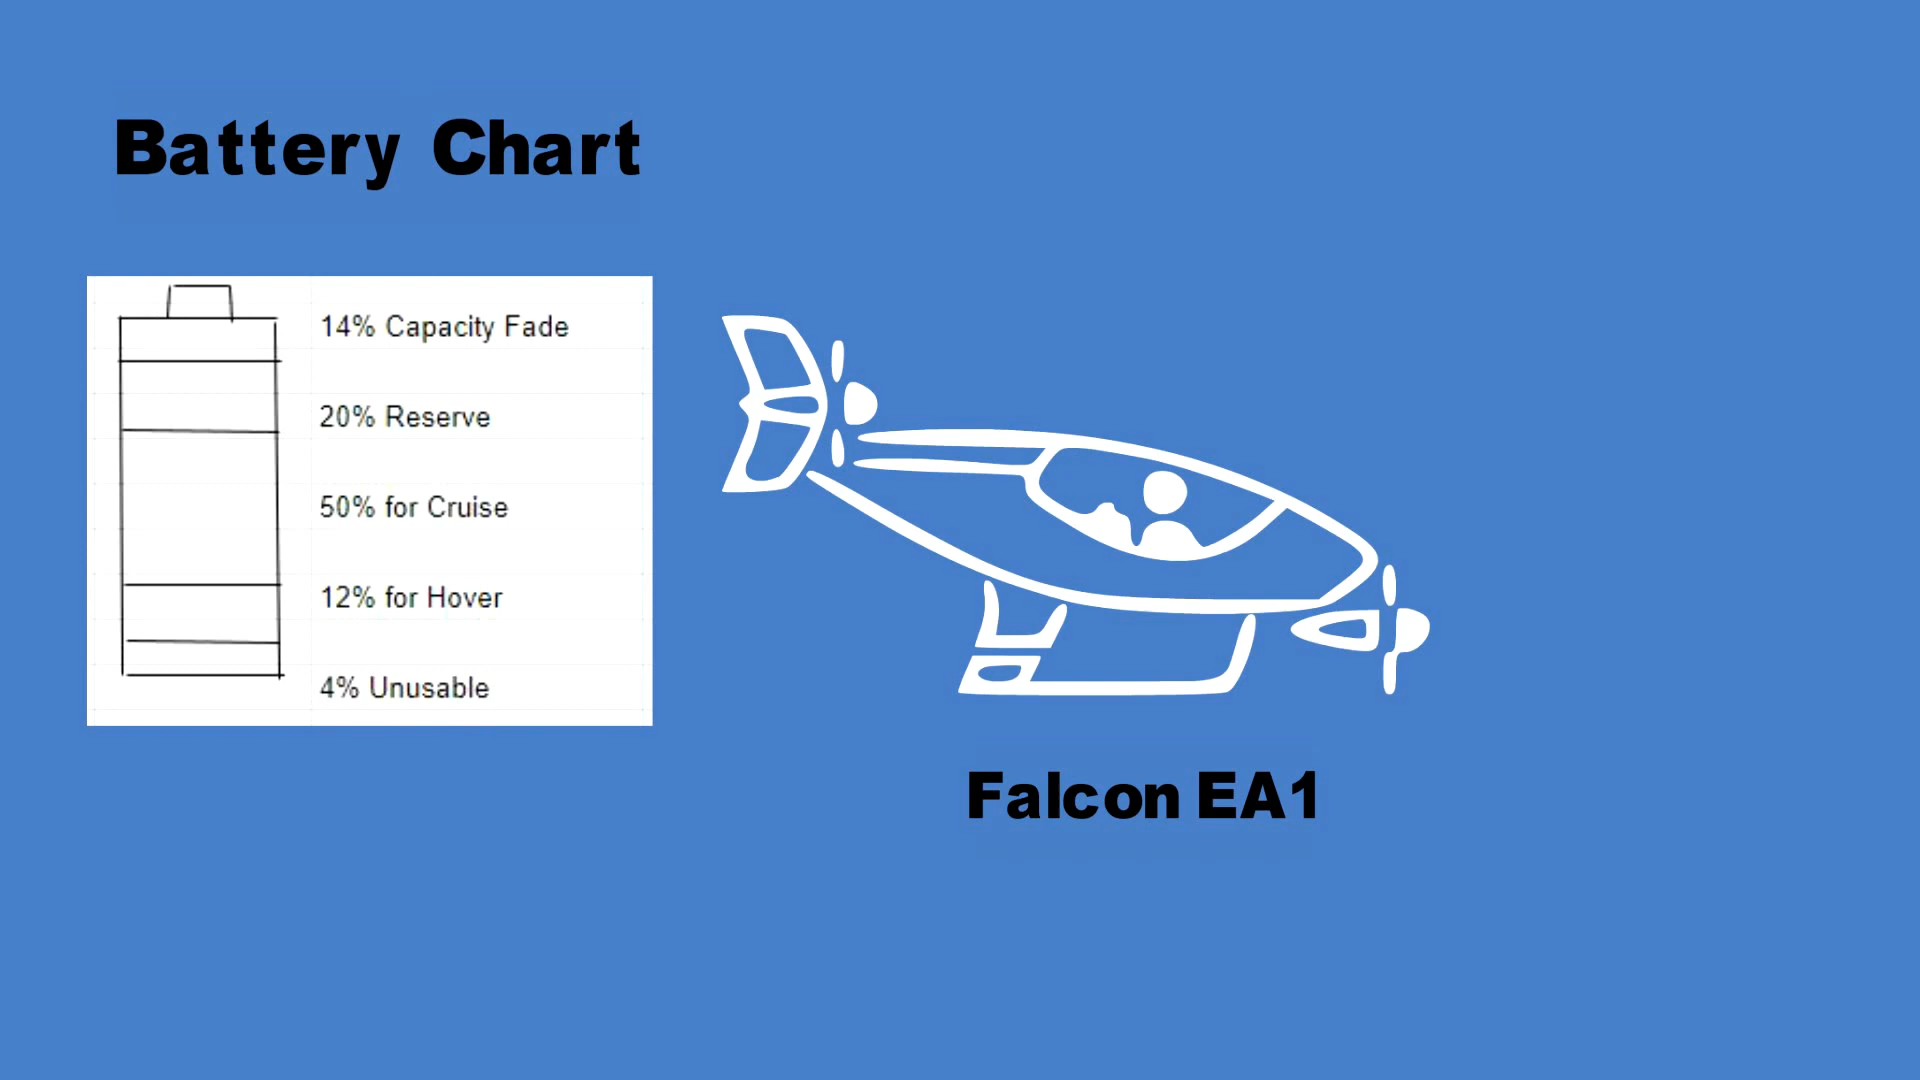 Battery Chart
14% Capacity Fade
20% Reserve
50% for Cruise
12% for Hover
4% Unusable
Falcon EA1